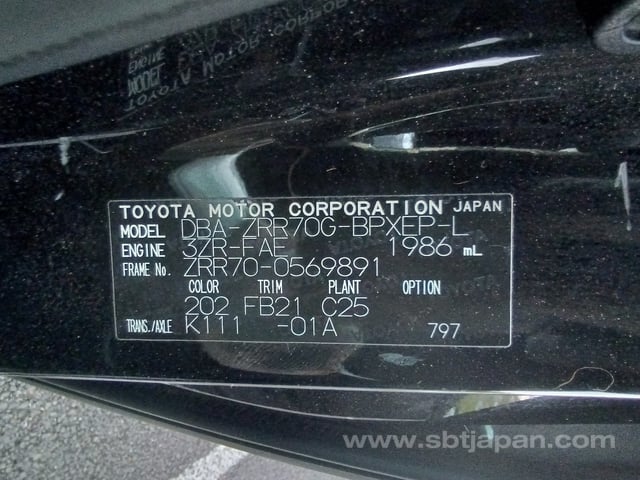 TOYOTA MOTOR CORPORATION JAPAN
MODEL DBA-ZRR70G-BPXEP-L
ENGINE 3ZR-FAE 1986 mL
FRAME No. ZRR70-0569891
COLOR TRIM PLANT OPTION
202 FB21 C25
TRANS./AXLE K111 -01A 797
www.sbtjapan.com